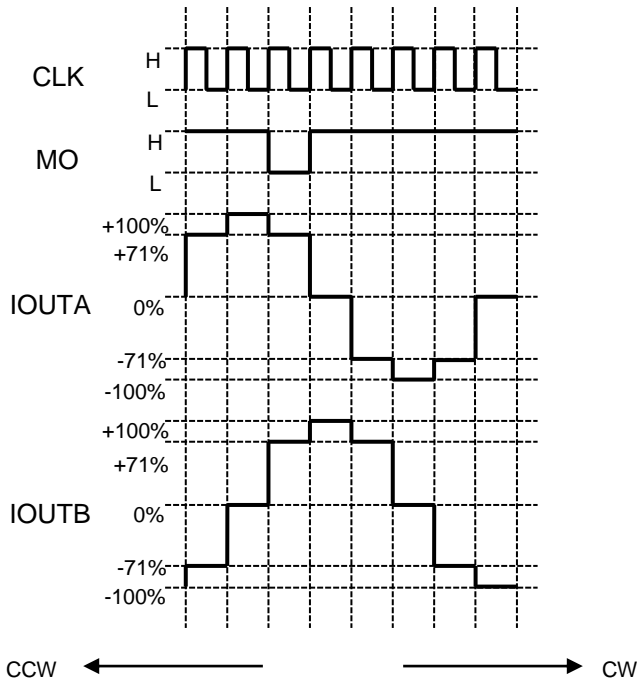 CLK
H
L
MO
H
L
IOUTA
+100%
+71%
0%
-71%
-100%
IOUTB
+100%
+71%
0%
-71%
-100%
CCW
CW